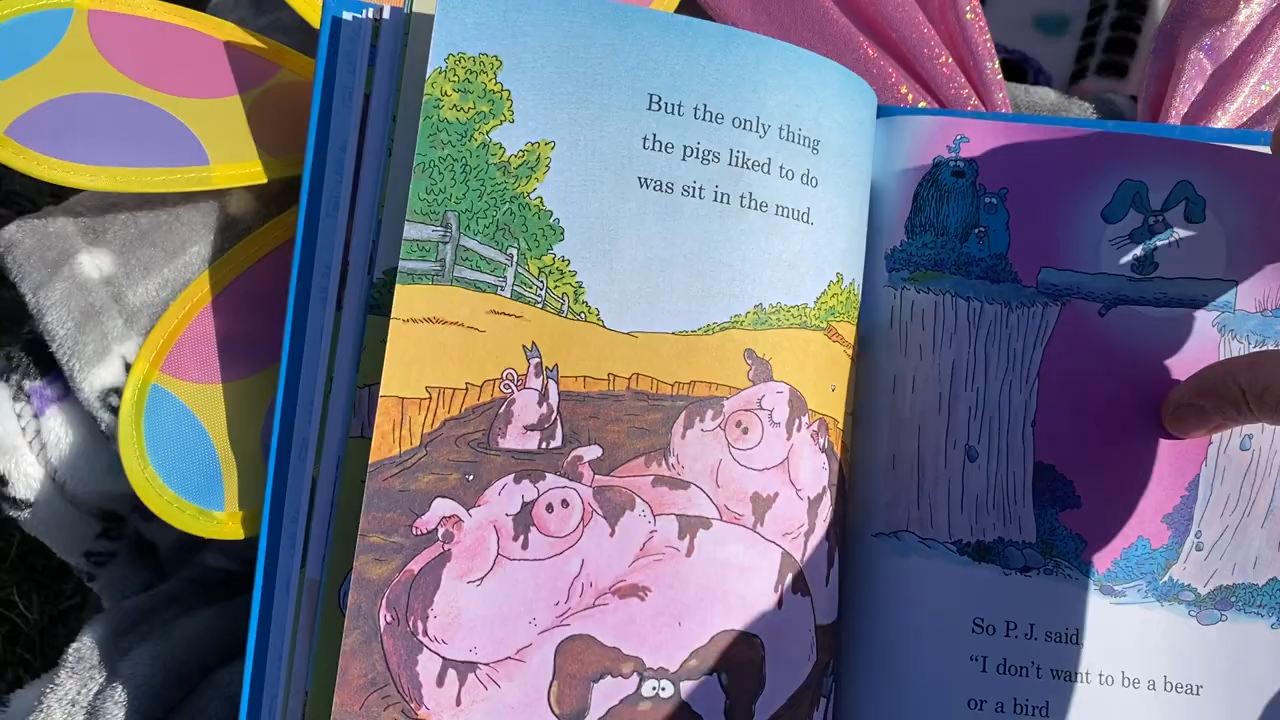 But the only thing
the pigs liked to do
was sit in the mud.
So P. J. said,
"I don't want to be a bear
or a bird